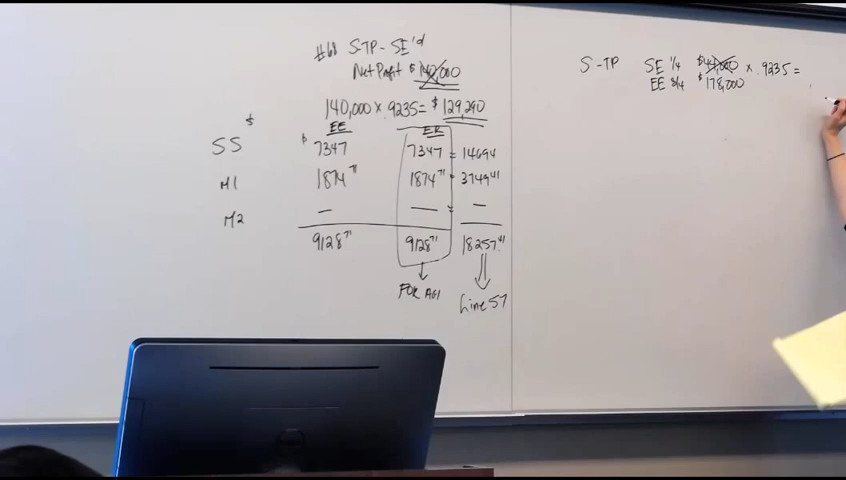 #68 S-TP-SE'd
Net Profit $140,000
140,000 x .9235 = $129,290
$ EE ER
SS $7347 7347 = 14694
M1 1874 71 1874 71 = 3749 41
M2 — — = —
9128 71 9128 71 18257.41
FOR AGI
Line 57
S-TP SE 1/4 x .9235 =
EE 3/4 $178,000